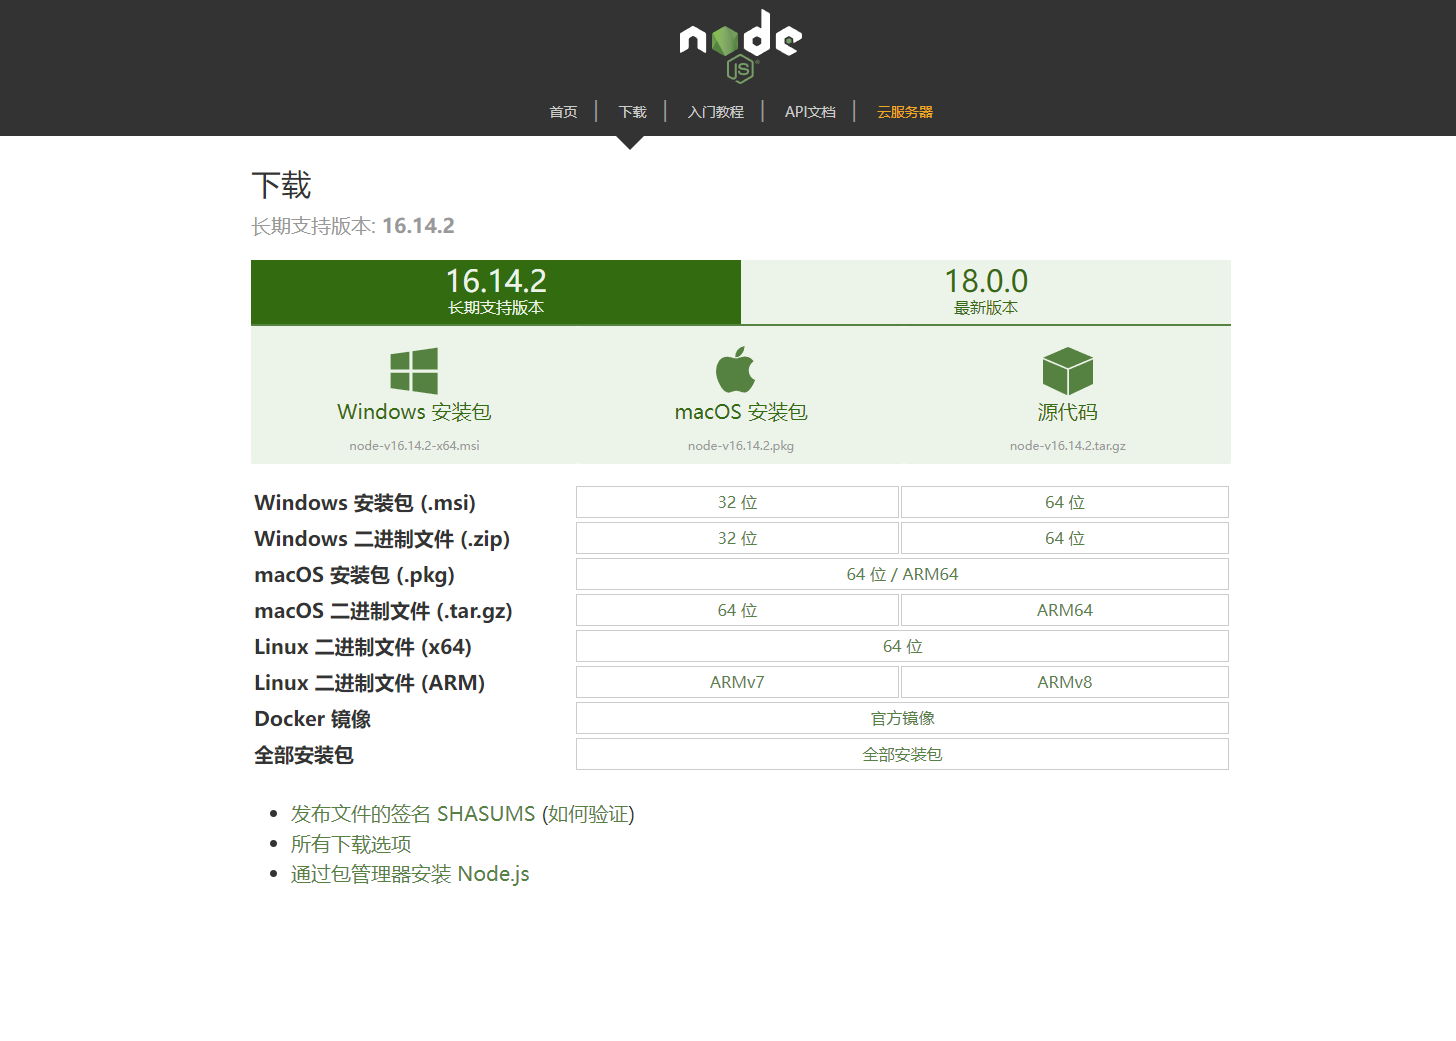 node
JS
首页 下载 入门教程 API文档 云服务器
下载
长期支持版本: 16.14.2
16.14.2 18.0.0
长期支持版本 最新版本
Windows 安装包 macOS 安装包 源代码
node-v16.14.2-x64.msi node-v16.14.2.pkg node-v16.14.2.tar.gz
Windows 安装包 (.msi) 32 位 64 位
Windows 二进制文件 (.zip) 32 位 64 位
macOS 安装包 (.pkg) 64 位 / ARM64
macOS 二进制文件 (.tar.gz) 64 位 ARM64
Linux 二进制文件 (x64) 64 位
Linux 二进制文件 (ARM) ARMv7 ARMv8
Docker 镜像 官方镜像
全部安装包 全部安装包
• 发布文件的签名 SHASUMS (如何验证)
• 所有下载选项
• 通过包管理器安装 Node.js